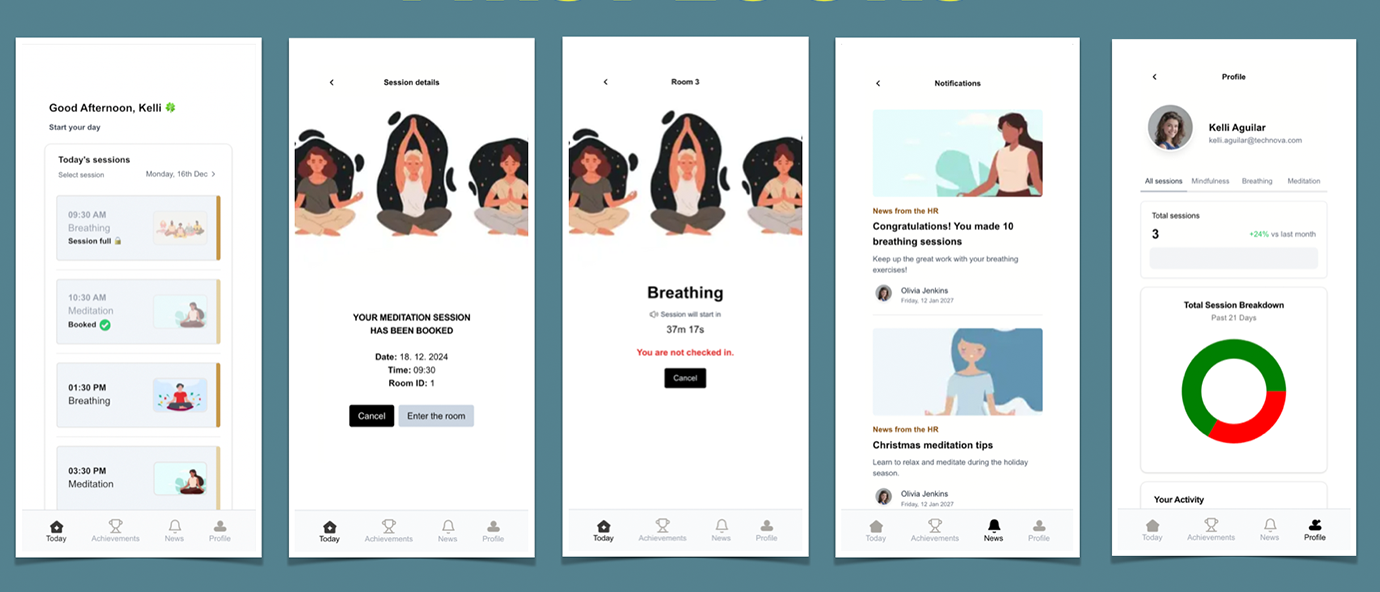 Good Afternoon, Kelli
Start your day
Today's sessions
Select session
Monday, 16th Dec >
09:30 AM
Breathing
Session full
10:30 AM
Meditation
Booked
01:30 PM
Breathing
03:30 PM
Meditation
Today
Achievements
News
Profile
Session details
YOUR MEDITATION SESSION
HAS BEEN BOOKED
Date: 18. 12. 2024
Time: 09:30
Room ID: 1
Cancel
Enter the room
Today
Achievements
News
Profile
Room 3
Breathing
Session will start in
37m 17s
You are not checked in.
Cancel
Today
Achievements
News
Profile
Notifications
News from the HR
Congratulations! You made 10
breathing sessions
Keep up the great work with your breathing
exercises!
Olivia Jenkins
Friday, 12 Jan 2027
News from the HR
Christmas meditation tips
Learn to relax and meditate during the holiday
season.
Olivia Jenkins
Friday, 12 Jan 2027
Today
Achievements
News
Profile
Profile
Kelli Aguilar
kelli.aguilar@technova.com
All sessions
Mindfulness
Breathing
Meditation
Total sessions
3
+24% vs last month
Total Session Breakdown
Past 21 Days
Your Activity
Today
Achievements
News
Profile